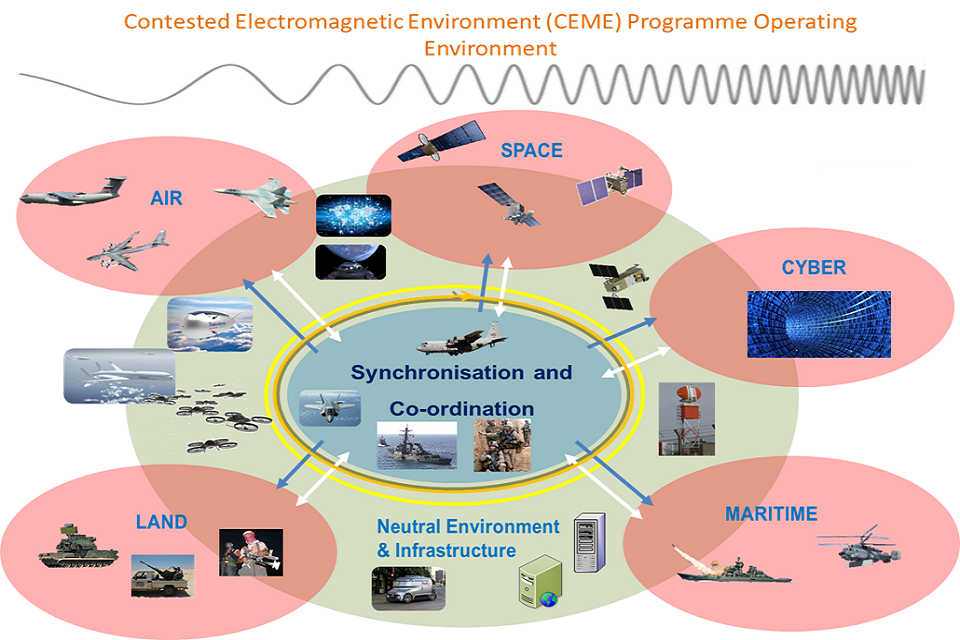 Contested Electromagnetic Environment (CEME) Programme Operating
Environment
SPACE
AIR
CYBER
Synchronisation and
Co-ordination
LAND
MARITIME
Neutral Environment
& Infrastructure